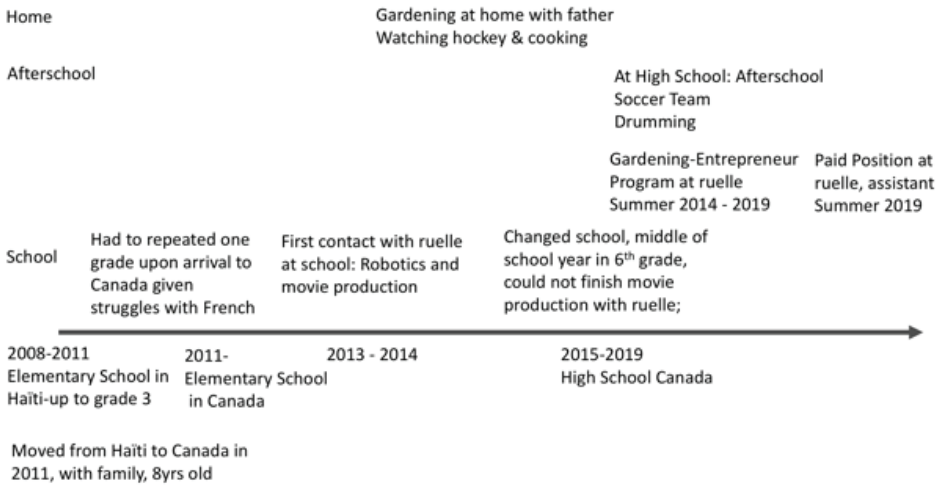 Home
Gardening at home with father
Watching hockey & cooking
Afterschool
At High School: Afterschool
Soccer Team
Drumming
Gardening-Entrepreneur
Program at ruelle
Summer 2014 - 2019
Paid Position at
ruelle, assistant
Summer 2019
School
Had to repeated one
grade upon arrival to
Canada given
struggles with French
First contact with ruelle
at school: Robotics and
movie production
Changed school, middle of
school year in 6th grade,
could not finish movie
production with ruelle;
2008-2011
Elementary School in
Haïti-up to grade 3
2011-
Elementary School
in Canada
2013 - 2014
2015-2019
High School Canada
Moved from Haïti to Canada in
2011, with family, 8yrs old